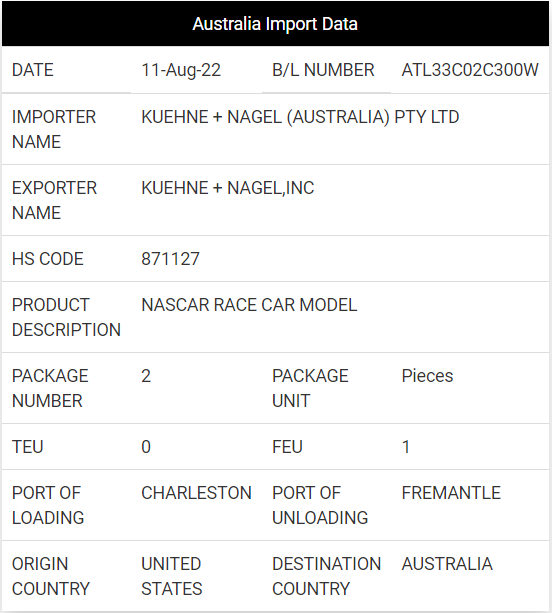 Australia Import Data
DATE 11-Aug-22 B/L NUMBER ATL33C02C300W
IMPORTER NAME KUEHNE + NAGEL (AUSTRALIA) PTY LTD
EXPORTER NAME KUEHNE + NAGEL,INC
HS CODE 871127
PRODUCT DESCRIPTION NASCAR RACE CAR MODEL
PACKAGE NUMBER 2 PACKAGE UNIT Pieces
TEU 0 FEU 1
PORT OF LOADING CHARLESTON PORT OF UNLOADING FREMANTLE
ORIGIN COUNTRY UNITED STATES DESTINATION COUNTRY AUSTRALIA